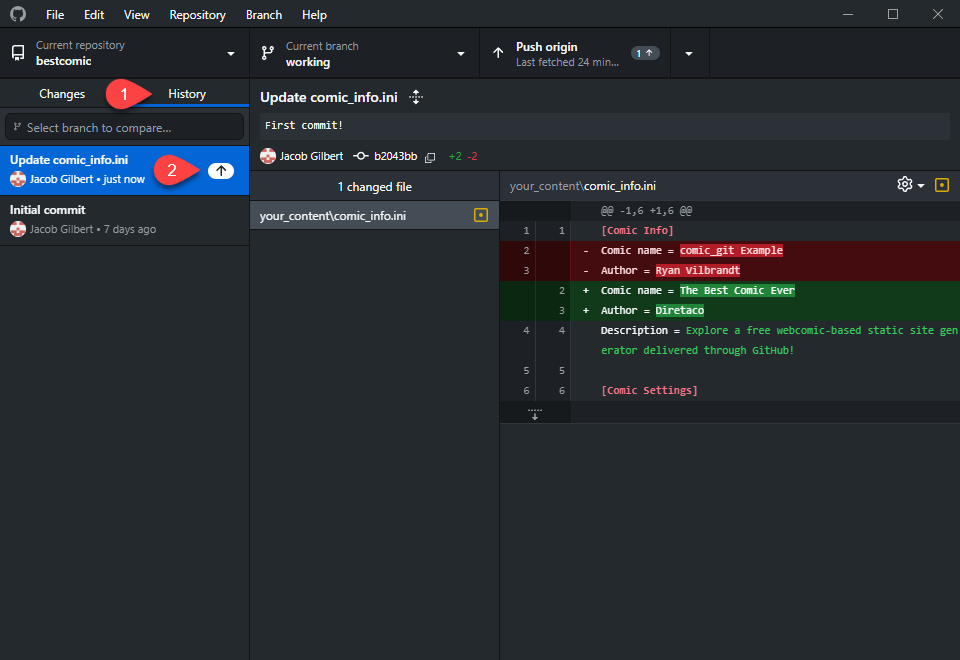 File Edit View Repository Branch Help
Current repository
bestcomic
Current branch
working
Push origin
Last fetched 24 min...
1
Changes
1
History
Select branch to compare...
Update comic_info.ini
Jacob Gilbert • just now
2
Initial commit
Jacob Gilbert • 7 days ago
Update comic_info.ini
First commit!
Jacob Gilbert b2043bb +2 -2
1 changed file
your_content\comic_info.ini
your_content\comic_info.ini
@@ -1,6 +1,6 @@
1 1 [Comic Info]
2 - Comic name = comic_git Example
3 - Author = Ryan Vilbrandt
2 + Comic name = The Best Comic Ever
3 + Author = Diretaco
4 4 Description = Explore a free webcomic-based static site gen
erator delivered through GitHub!
5 5
6 6 [Comic Settings]